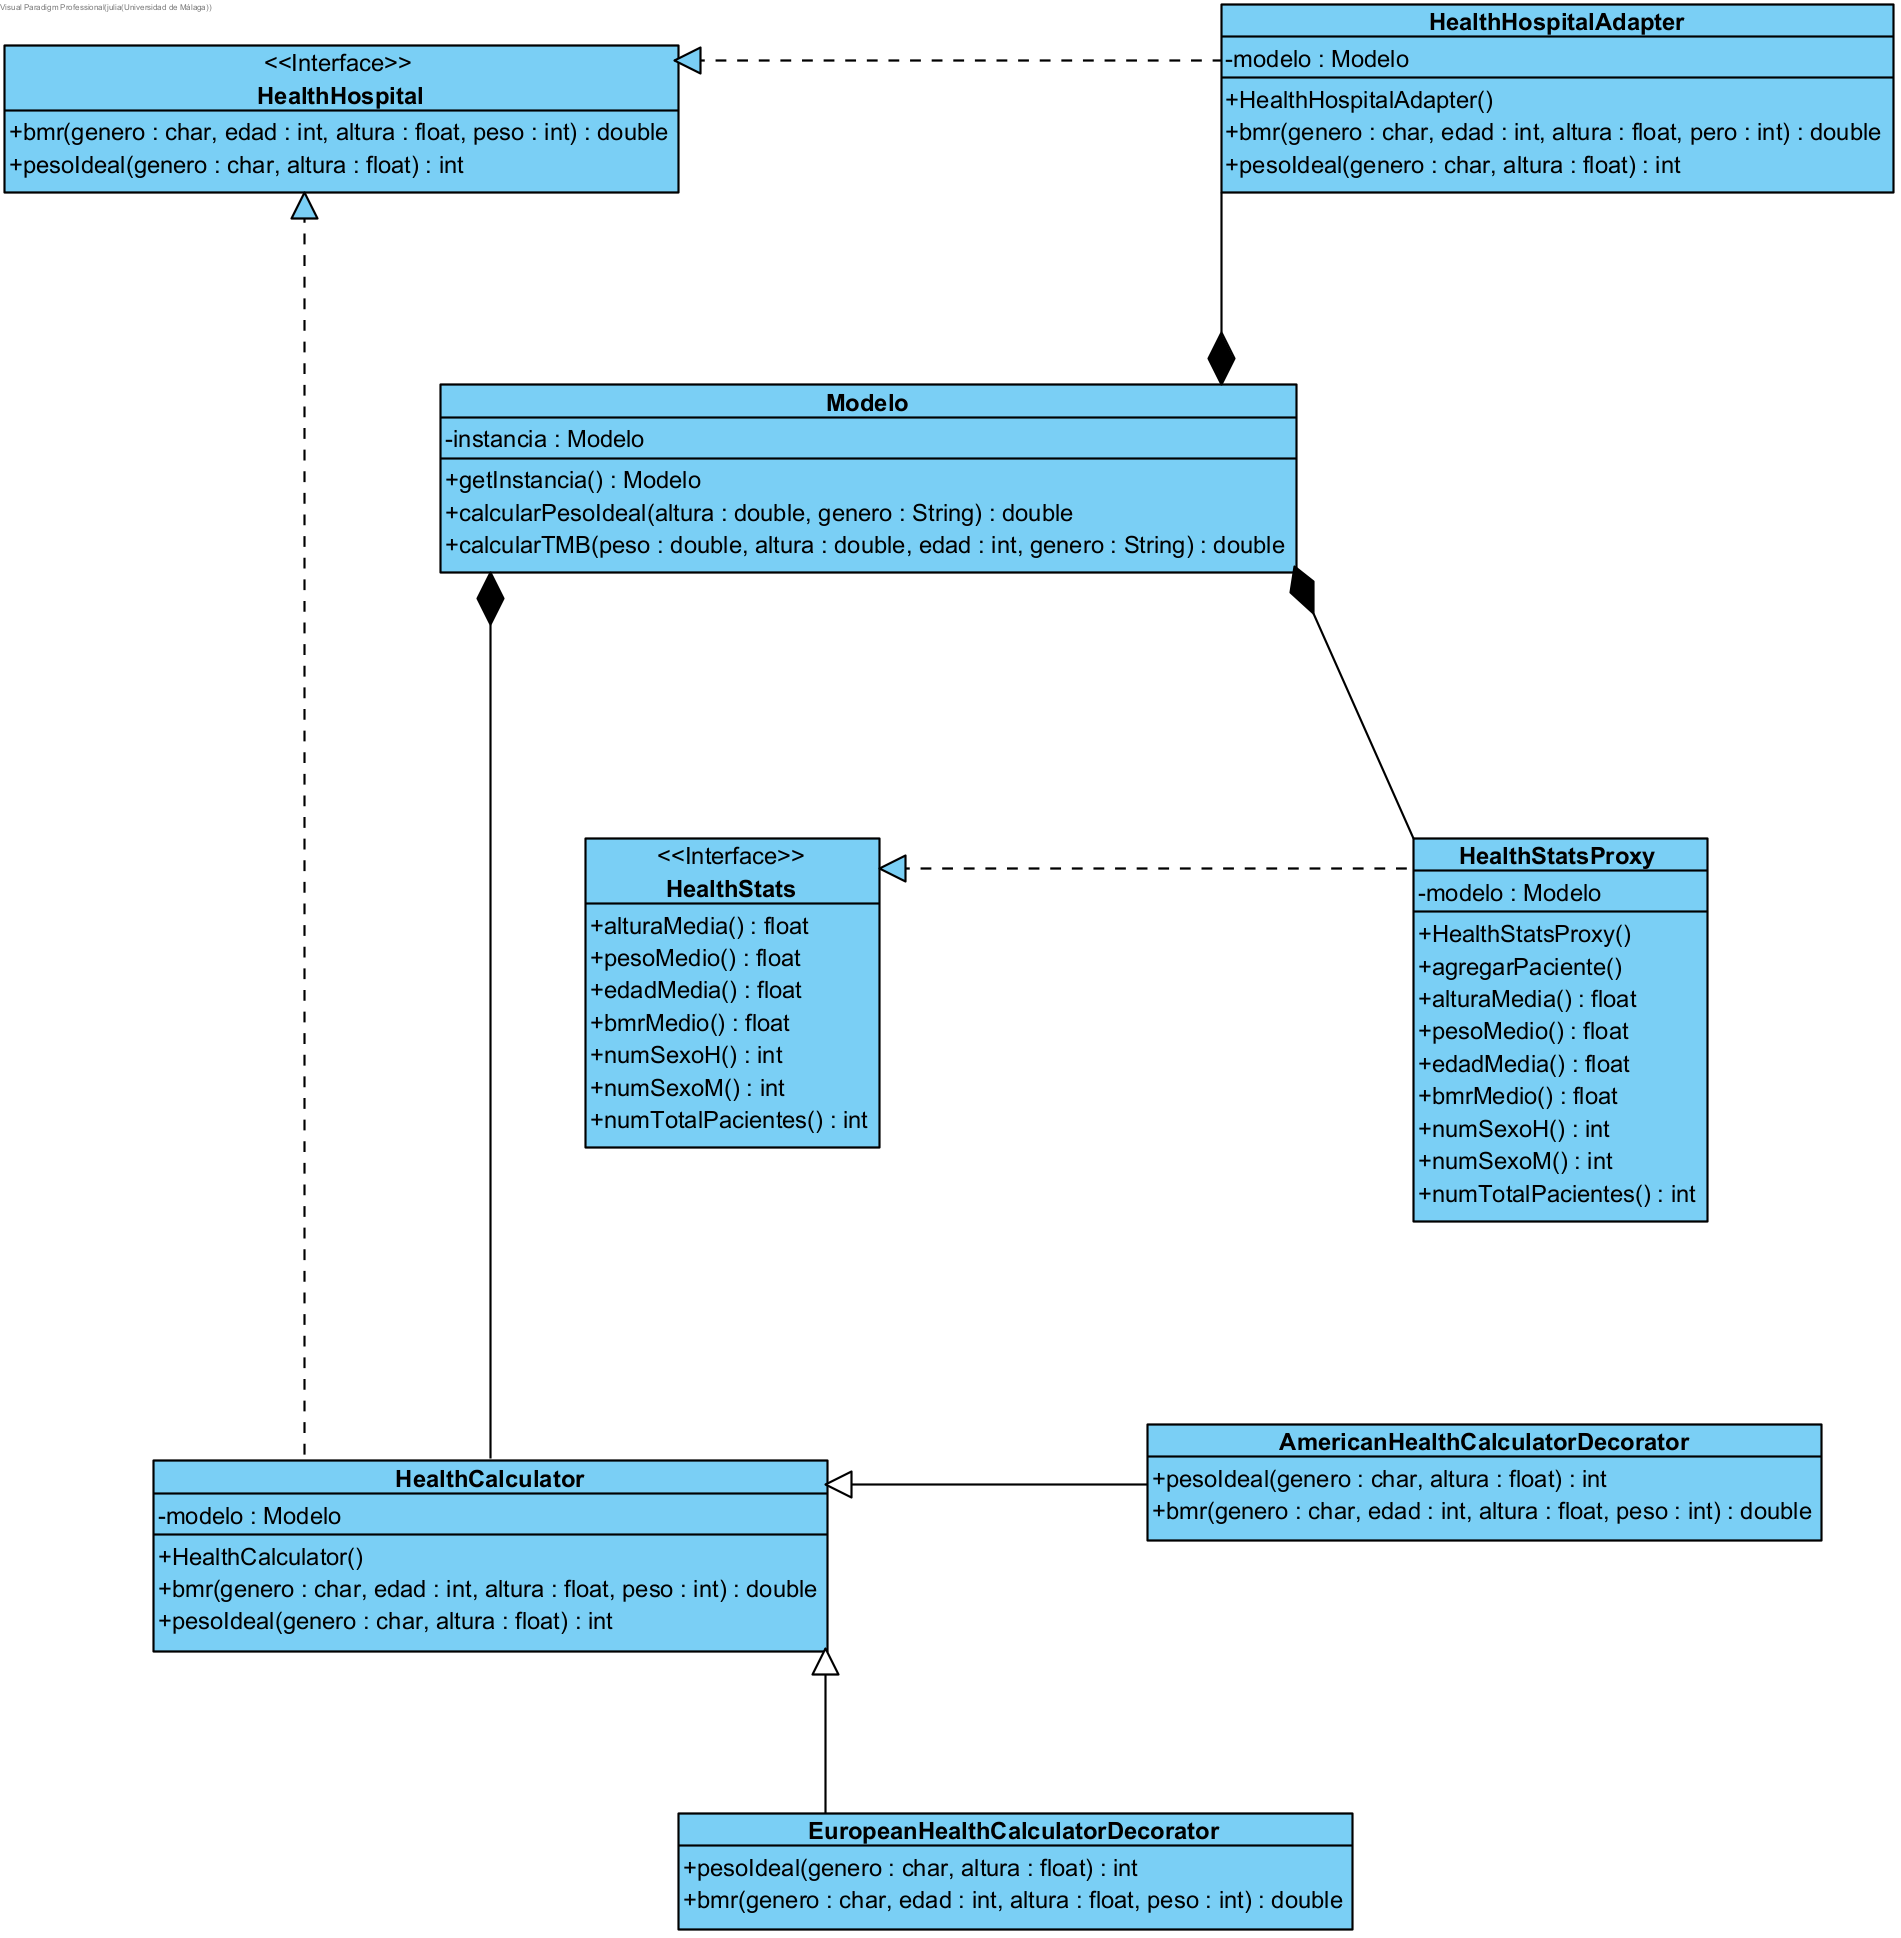 Visual Paradigm Professional(julia(Universidad de Málaga))
HealthHospitalAdapter
-modelo : Modelo
+HealthHospitalAdapter()
+bmr(genero : char, edad : int, altura : float, pero : int) : double
+pesoIdeal(genero : char, altura : float) : int
<<Interface>>
HealthHospital
+bmr(genero : char, edad : int, altura : float, peso : int) : double
+pesoIdeal(genero : char, altura : float) : int
Modelo
-instancia : Modelo
+getInstancia() : Modelo
+calcularPesoIdeal(altura : double, genero : String) : double
+calcularTMB(peso : double, altura : double, edad : int, genero : String) : double
<<Interface>>
HealthStats
+alturaMedia() : float
+pesoMedio() : float
+edadMedia() : float
+bmrMedio() : float
+numSexoH() : int
+numSexoM() : int
+numTotalPacientes() : int
HealthStatsProxy
-modelo : Modelo
+HealthStatsProxy()
+agregarPaciente()
+alturaMedia() : float
+pesoMedio() : float
+edadMedia() : float
+bmrMedio() : float
+numSexoH() : int
+numSexoM() : int
+numTotalPacientes() : int
AmericanHealthCalculatorDecorator
+pesoIdeal(genero : char, altura : float) : int
+bmr(genero : char, edad : int, altura : float, peso : int) : double
HealthCalculator
-modelo : Modelo
+HealthCalculator()
+bmr(genero : char, edad : int, altura : float, peso : int) : double
+pesoIdeal(genero : char, altura : float) : int
EuropeanHealthCalculatorDecorator
+pesoIdeal(genero : char, altura : float) : int
+bmr(genero : char, edad : int, altura : float, peso : int) : double